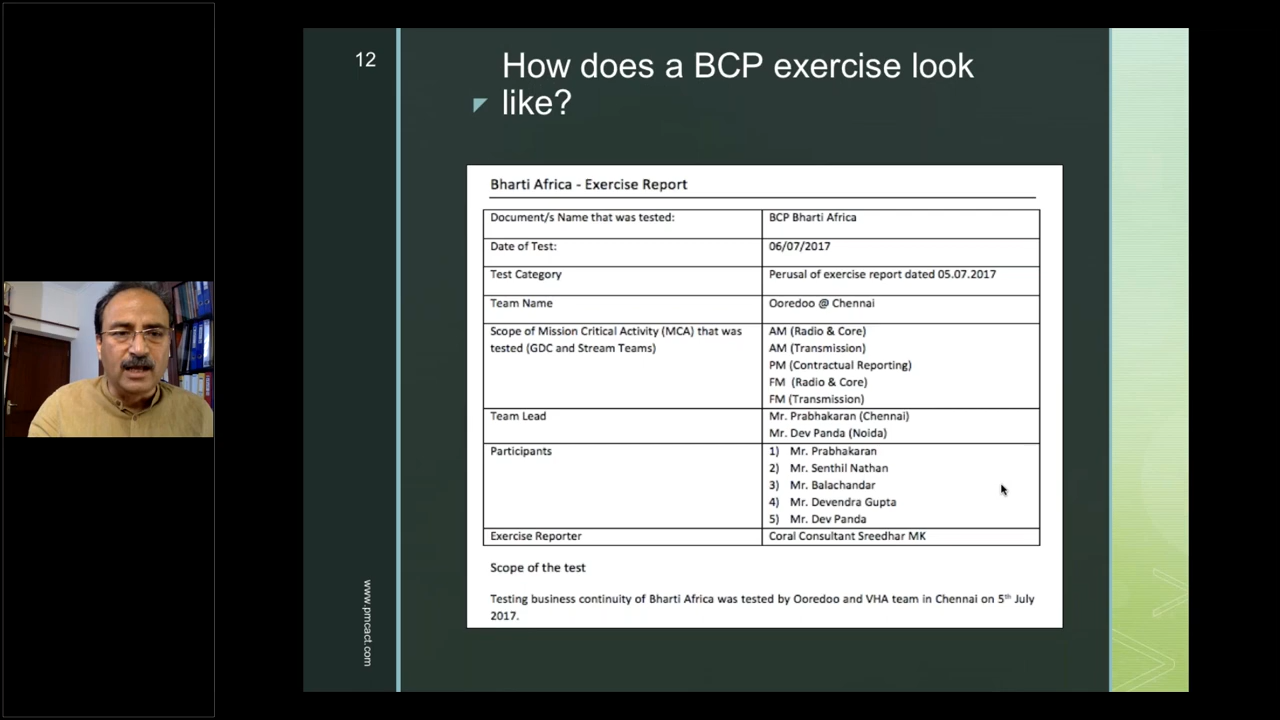 12
How does a BCP exercise look
like?
Bharti Africa - Exercise Report
Document/s Name that was tested:
BCP Bharti Africa
Date of Test:
06/07/2017
Test Category
Perusal of exercise report dated 05.07.2017
Team Name
Ooredoo @ Chennai
Scope of Mission Critical Activity (MCA) that was
tested (GDC and Stream Teams)
AM (Radio & Core)
AM (Transmission)
PM (Contractual Reporting)
FM (Radio & Core)
FM (Transmission)
Team Lead
Mr. Prabhakaran (Chennai)
Mr. Dev Panda (Noida)
Participants
1) Mr. Prabhakaran
2) Mr. Senthil Nathan
3) Mr. Balachandar
4) Mr. Devendra Gupta
5) Mr. Dev Panda
Exercise Reporter
Coral Consultant Sreedhar MK
Scope of the test
Testing business continuity of Bharti Africa was tested by Ooredoo and VHA team in Chennai on 5th July
2017.
www.pmcact.com